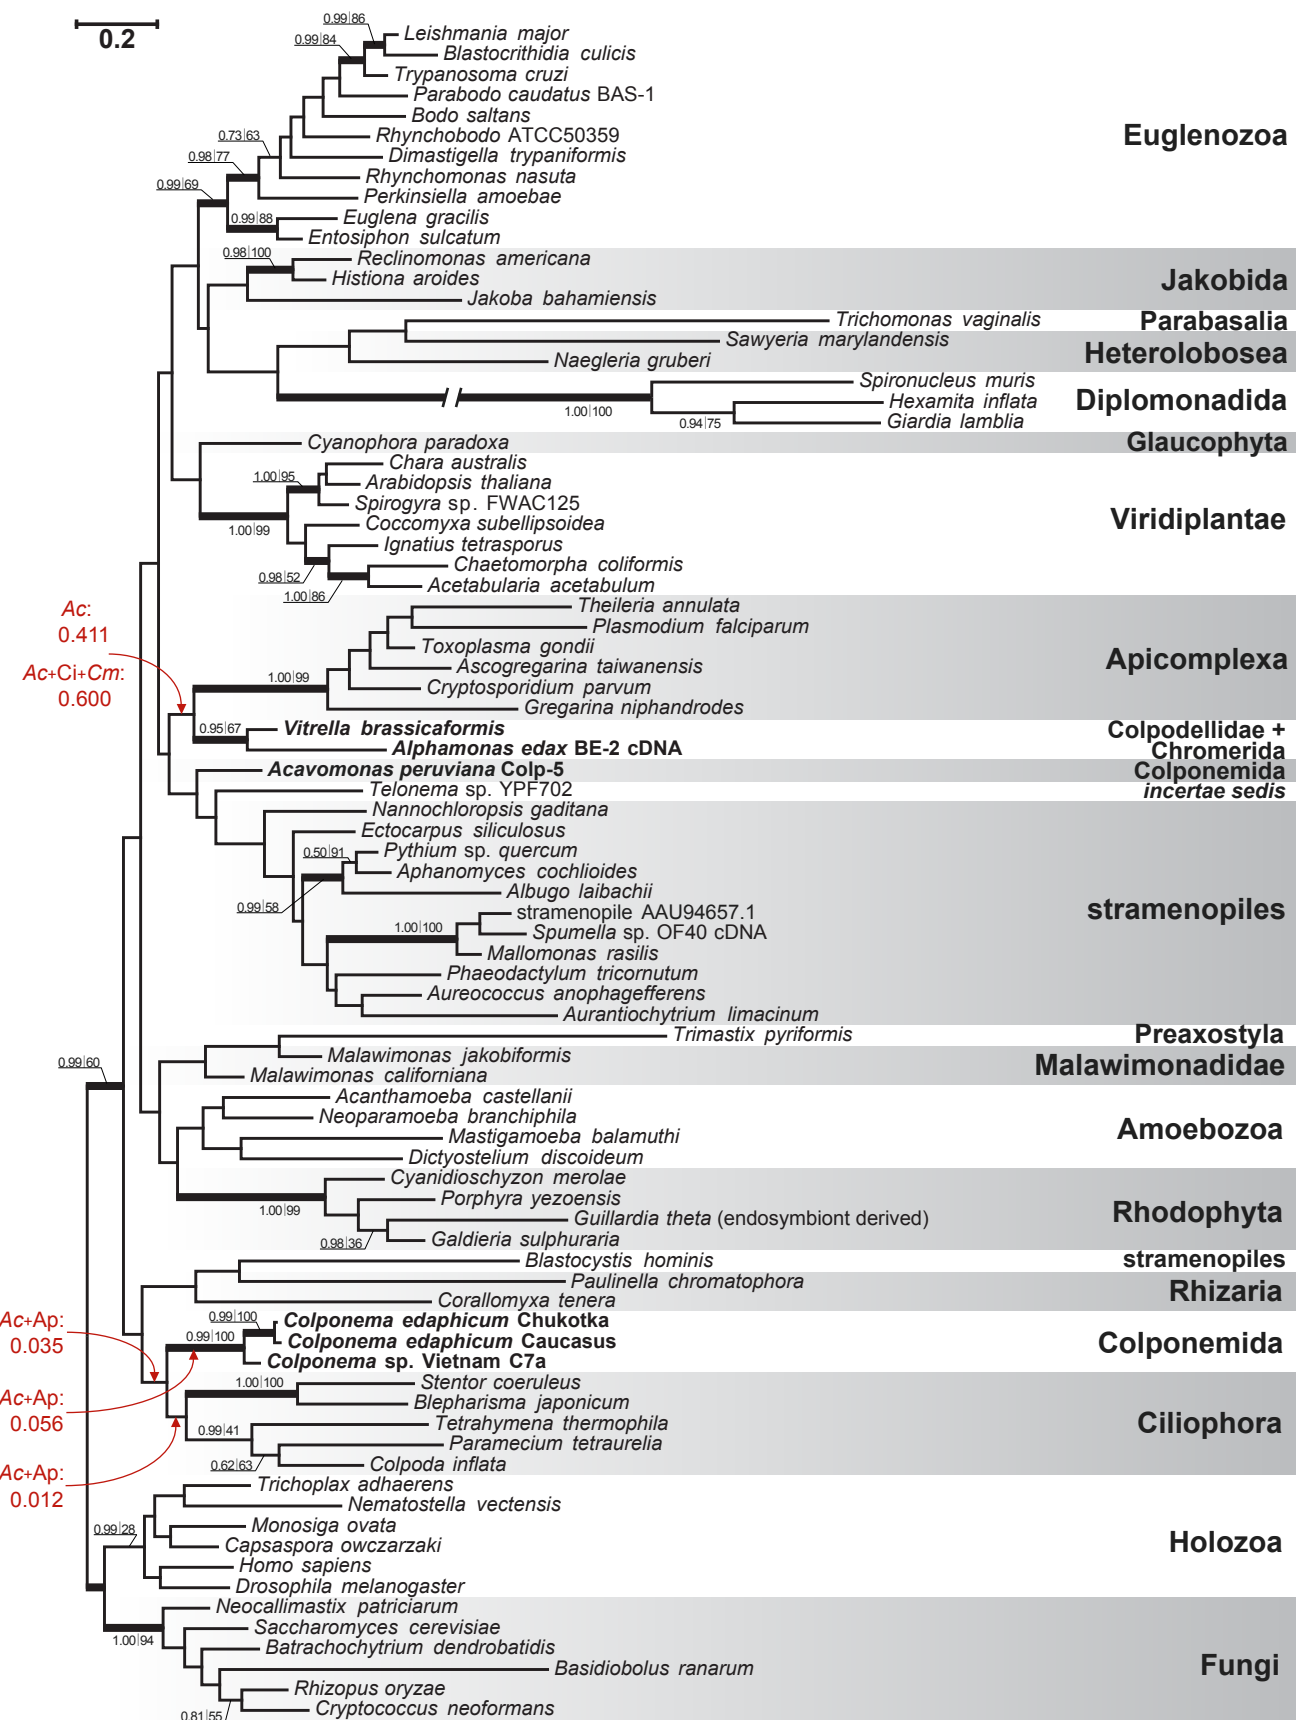 0.2
0.99|86
Leishmania major
0.99|84
Blastocrithidia culicis
Trypanosoma cruzi
Parabodo caudatus BAS-1
Bodo saltans
0.73|63
Rhynchobodo ATCC50359
Euglenozoa
0.98|77
Dimastigella trypaniformis
Rhynchomonas nasuta
0.99|69
Perkinsiella amoebae
0.99|88
Euglena gracilis
Entosiphon sulcatum
0.98|100
Reclinomonas americana
Histiona aroides
Jakobida
Jakoba bahamiensis
Trichomonas vaginalis
Parabasalia
Sawyeria marylandensis
Heterolobosea
Naegleria gruberi
Spironucleus muris
Hexamita inflata
Diplomonadida
1.00|100
0.94|75
Giardia lamblia
Cyanophora paradoxa
Glaucophyta
Chara australis
1.00|95
Arabidopsis thaliana
Spirogyra sp. FWAC125
Viridiplantae
1.00|99
Coccomyxa subellipsoidea
Ignatius tetrasporus
Chaetomorpha coliformis
0.98|52
Acetabularia acetabulum
1.00|86
Ac:
0.411
Theileria annulata
Plasmodium falciparum
Toxoplasma gondii
Apicomplexa
Ac+Ci+Cm:
0.600
Ascogregarina taiwanensis
1.00|99
Cryptosporidium parvum
Gregarina niphandrodes
0.95|67
Vitrella brassicaformis
Colpodellidae +
Alphamonas edax BE-2 cDNA
Chromerida
Acavomonas peruviana Colp-5
Colponemida
Telonema sp. YPF702
incertae sedis
Nannochloropsis gaditana
Ectocarpus siliculosus
0.50|91
Pythium sp. quercum
Aphanomyces cochlioides
Albugo laibachii
0.99|58
stramenopiles
stramenopile AAU94657.1
1.00|100
Spumella sp. OF40 cDNA
Mallomonas rasilis
Phaeodactylum tricornutum
Aureococcus anophagefferens
Aurantiochytrium limacinum
Trimastix pyriformis
Preaxostyla
0.99|60
Malawimonas jakobiformis
Malawimonadidae
Malawimonas californiana
Acanthamoeba castellanii
Neoparamoeba branchiphila
Amoebozoa
Mastigamoeba balamuthi
Dictyostelium discoideum
Cyanidioschyzon merolae
1.00|99
Porphyra yezoensis
Rhodophyta
Guillardia theta (endosymbiont derived)
0.98|36
Galdieria sulphuraria
Blastocystis hominis
stramenopiles
Paulinella chromatophora
Rhizaria
Corallomyxa tenera
Ac+Ap:
0.035
0.99|100
Colponema edaphicum Chukotka
0.99|100
Colponema edaphicum Caucasus
Colponemida
Colponema sp. Vietnam C7a
Ac+Ap:
0.056
1.00|100
Stentor coeruleus
Blepharisma japonicum
0.99|41
Tetrahymena thermophila
Ciliophora
Paramecium tetraurelia
0.62|63
Colpoda inflata
Ac+Ap:
0.012
Trichoplax adhaerens
Nematostella vectensis
0.99|28
Monosiga ovata
Capsaspora owczarzaki
Holozoa
Homo sapiens
Drosophila melanogaster
Neocallimastix patriciarum
1.00|94
Saccharomyces cerevisiae
Batrachochytrium dendrobatidis
Basidiobolus ranarum
Fungi
Rhizopus oryzae
0.81|55
Cryptococcus neoformans